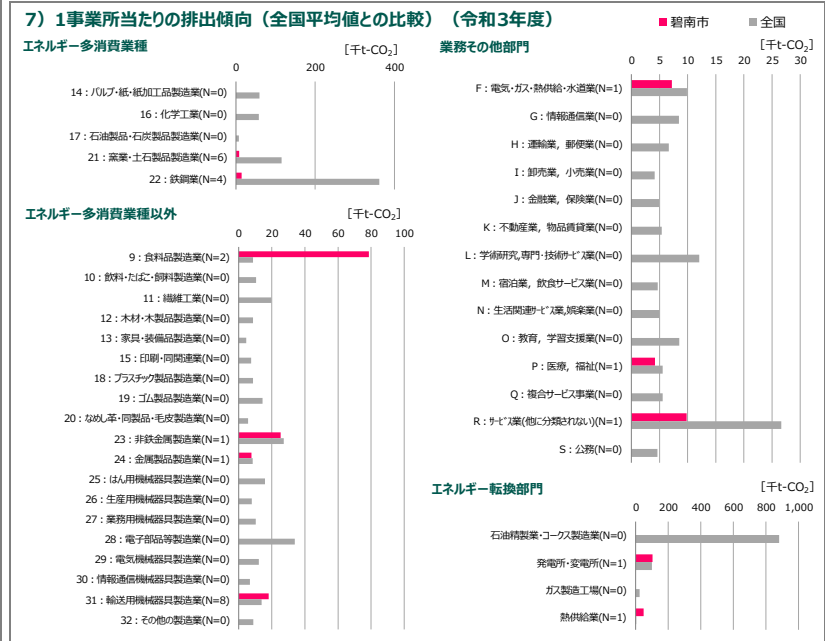 7）1事業所当たりの排出傾向（全国平均値との比較）（令和3年度）
碧南市 全国
エネルギー多消費業種
[千t-CO₂]
0 200 400
14：パルプ・紙・紙加工品製造業(N=0)
16：化学工業(N=0)
17：石油製品・石炭製品製造業(N=0)
21：窯業・土石製品製造業(N=6)
22：鉄鋼業(N=4)
エネルギー多消費業種以外
[千t-CO₂]
0 20 40 60 80 100
9：食料品製造業(N=2)
10：飲料・たばこ・飼料製造業(N=0)
11：繊維工業(N=0)
12：木材・木製品製造業(N=0)
13：家具・装備品製造業(N=0)
15：印刷・同関連業(N=0)
18：プラスチック製品製造業(N=0)
19：ゴム製品製造業(N=0)
20：なめし革・同製品・毛皮製造業(N=0)
23：非鉄金属製造業(N=1)
24：金属製品製造業(N=1)
25：はん用機械器具製造業(N=0)
26：生産用機械器具製造業(N=0)
27：業務用機械器具製造業(N=0)
28：電子部品等製造業(N=0)
29：電気機械器具製造業(N=0)
30：情報通信機械器具製造業(N=0)
31：輸送用機械器具製造業(N=8)
32：その他の製造業(N=0)
業務その他部門
[千t-CO₂]
0 5 10 15 20 25 30
F：電気・ガス・熱供給・水道業(N=1)
G：情報通信業(N=0)
H：運輸業，郵便業(N=0)
I：卸売業，小売業(N=0)
J：金融業，保険業(N=0)
K：不動産業，物品賃貸業(N=0)
L：学術研究,専門・技術サービス業(N=0)
M：宿泊業，飲食サービス業(N=0)
N：生活関連サービス業,娯楽業(N=0)
O：教育，学習支援業(N=0)
P：医療，福祉(N=1)
Q：複合サービス事業(N=0)
R：サービス業(他に分類されない)(N=1)
S：公務(N=0)
エネルギー転換部門
[千t-CO₂]
0 200 400 600 800 1,000
石油精製業・コークス製造業(N=0)
発電所・変電所(N=1)
ガス製造工場(N=0)
熱供給業(N=1)